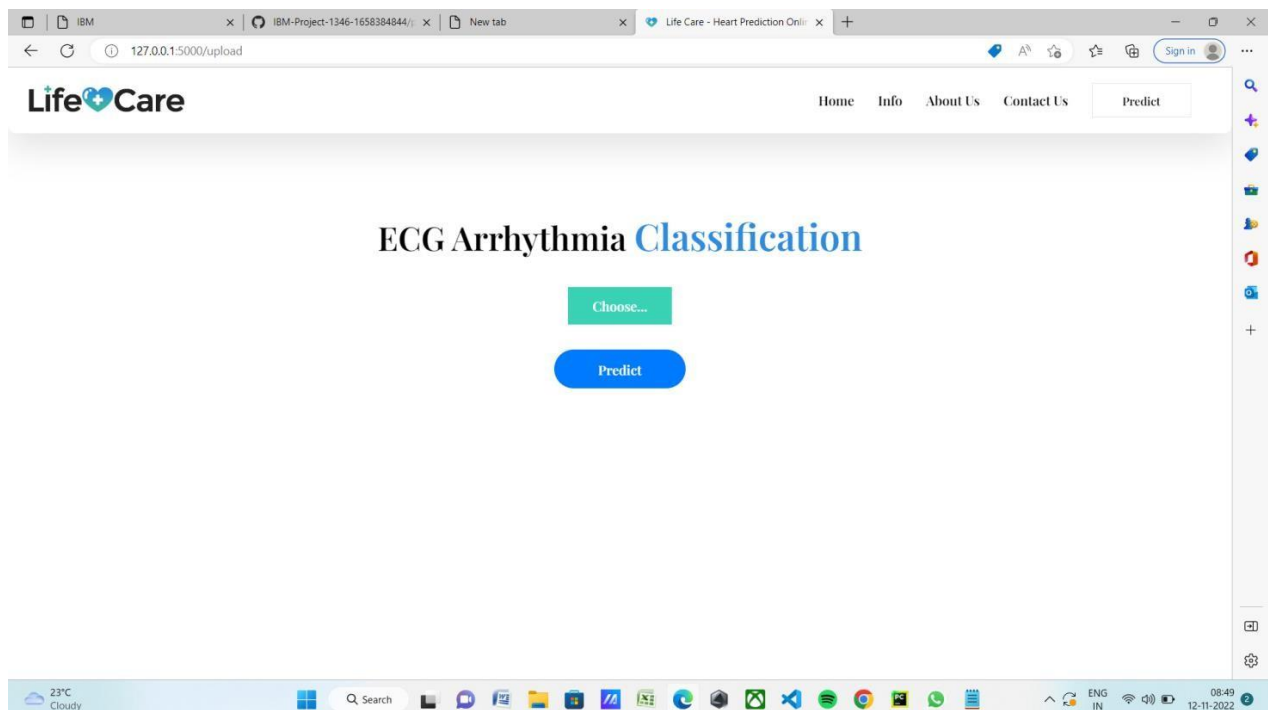 IBM
IBM-Project-1346-1658384844/
New tab
Life Care - Heart Prediction Onlin
127.0.0.1:5000/upload
Sign in
Life Care
Home Info About Us Contact Us Predict
ECG Arrhythmia Classification
Choose...
Predict
23°C
Cloudy
Search
ENG
IN
08:49
12-11-2022
2